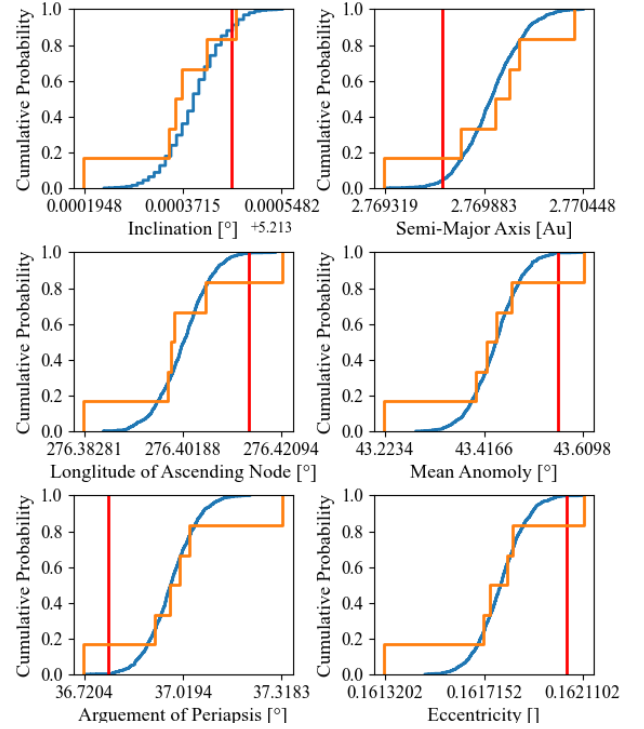 1.0 1.0
0.8 0.8
0.6 0.6
0.4 0.4
0.2 0.2
0.0 0.0
Cumulative Probability Cumulative Probability
0.0001948 0.0003715 0.0005482 2.769319 2.769883 2.770448
Inclination [°] +5.213 Semi-Major Axis [Au]
1.0 1.0
0.8 0.8
0.6 0.6
0.4 0.4
0.2 0.2
0.0 0.0
Cumulative Probability Cumulative Probability
276.38281 276.40188 276.42094 43.2234 43.4166 43.6098
Longlitude of Ascending Node [°] Mean Anomoly [°]
1.0 1.0
0.8 0.8
0.6 0.6
0.4 0.4
0.2 0.2
0.0 0.0
Cumulative Probability Cumulative Probability
36.7204 37.0194 37.3183 0.1613202 0.1617152 0.1621102
Arguement of Periapsis [°] Eccentricity []